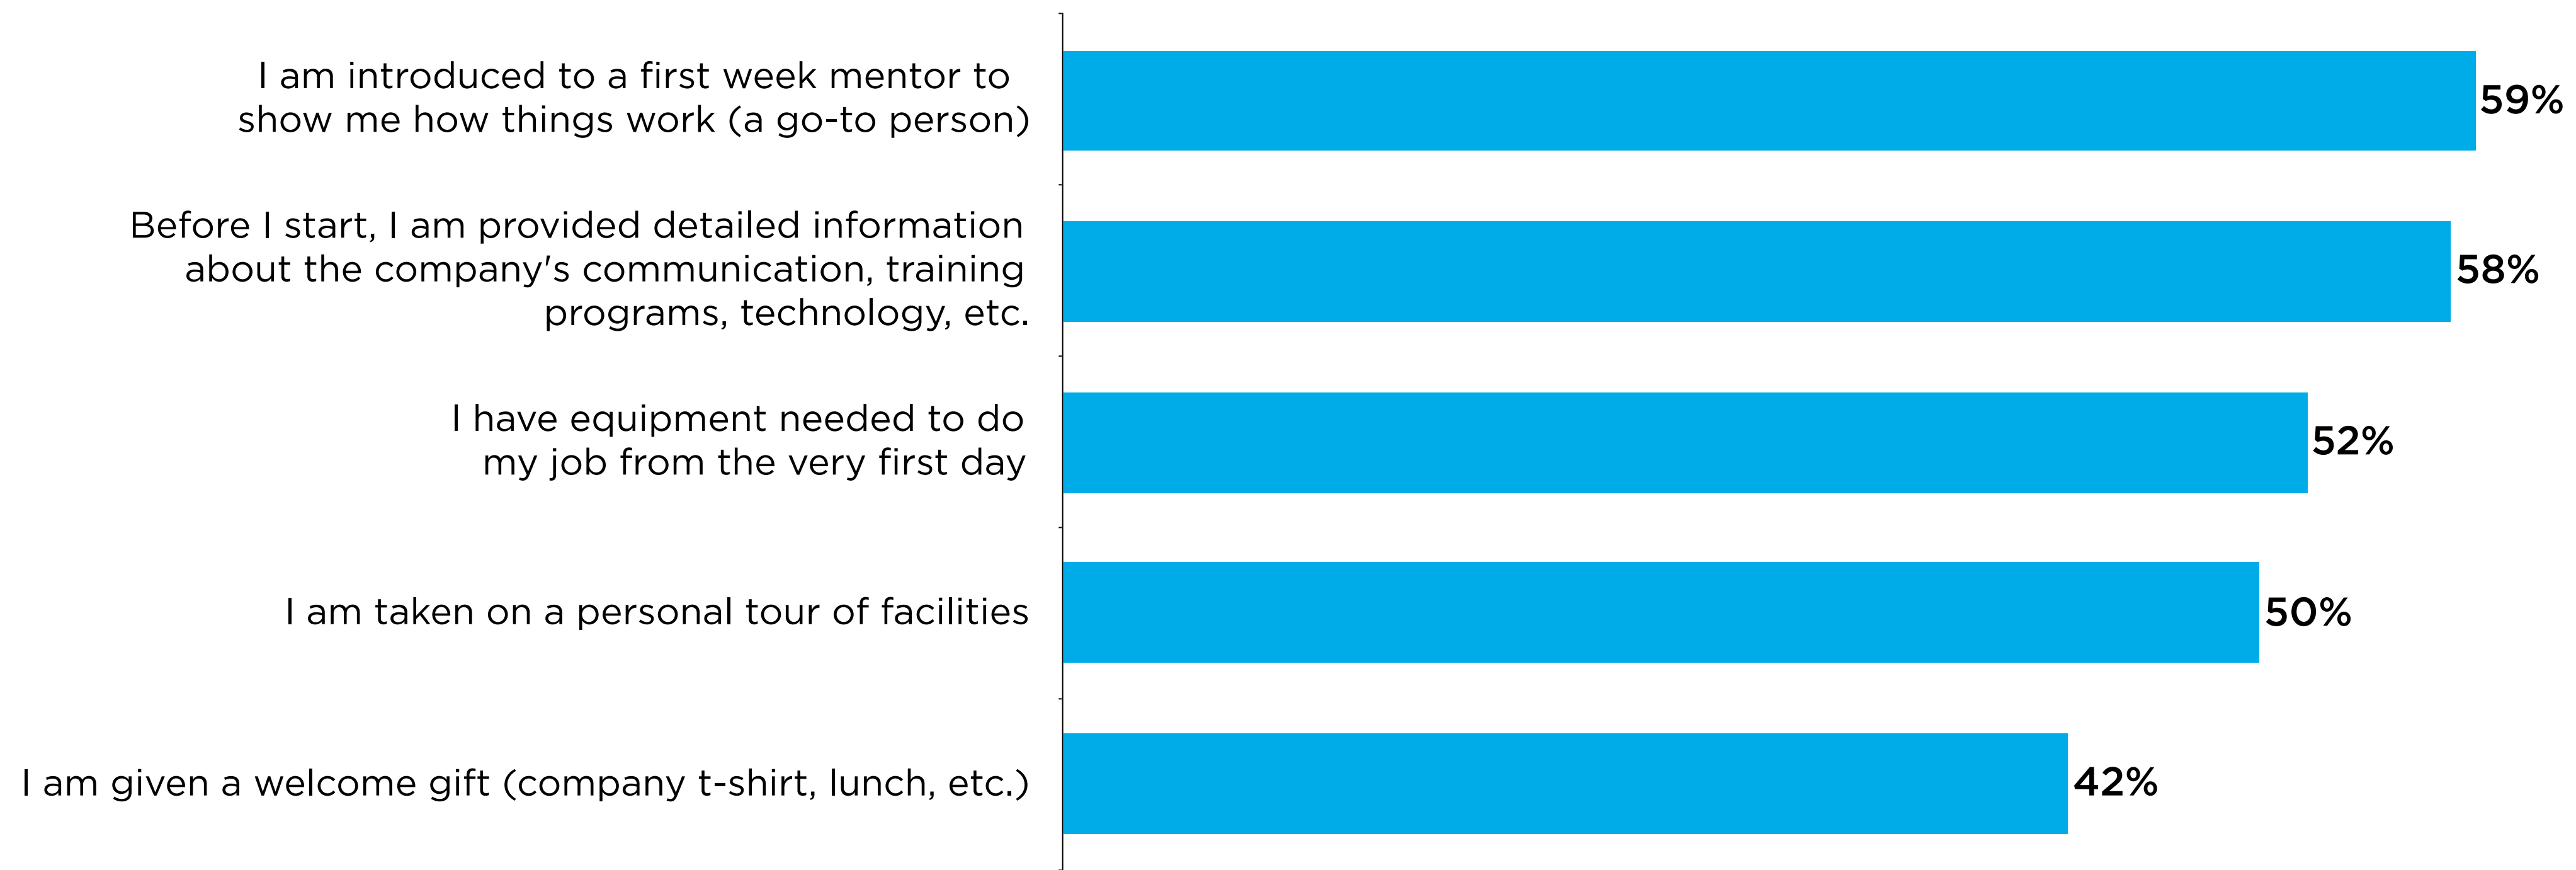 I am introduced to a first week mentor to
show me how things work (a go-to person)
59%
Before I start, I am provided detailed information
about the company's communication, training
programs, technology, etc.
58%
I have equipment needed to do
my job from the very first day
52%
I am taken on a personal tour of facilities
50%
I am given a welcome gift (company t-shirt, lunch, etc.)
42%